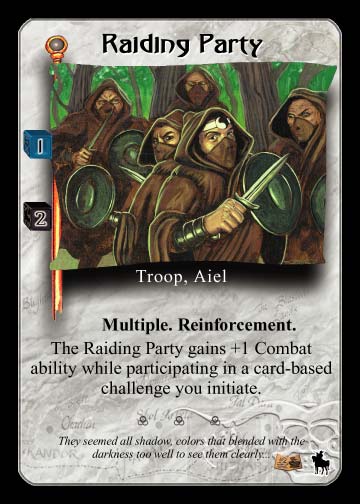 Raiding Party
1
2
Troop, Aiel
Multiple. Reinforcement.
The Raiding Party gains +1 Combat
ability while participating in a card-based
challenge you initiate.
They seemed all shadow, colors that blended with the
darkness too well to see them clearly...
KANDOR